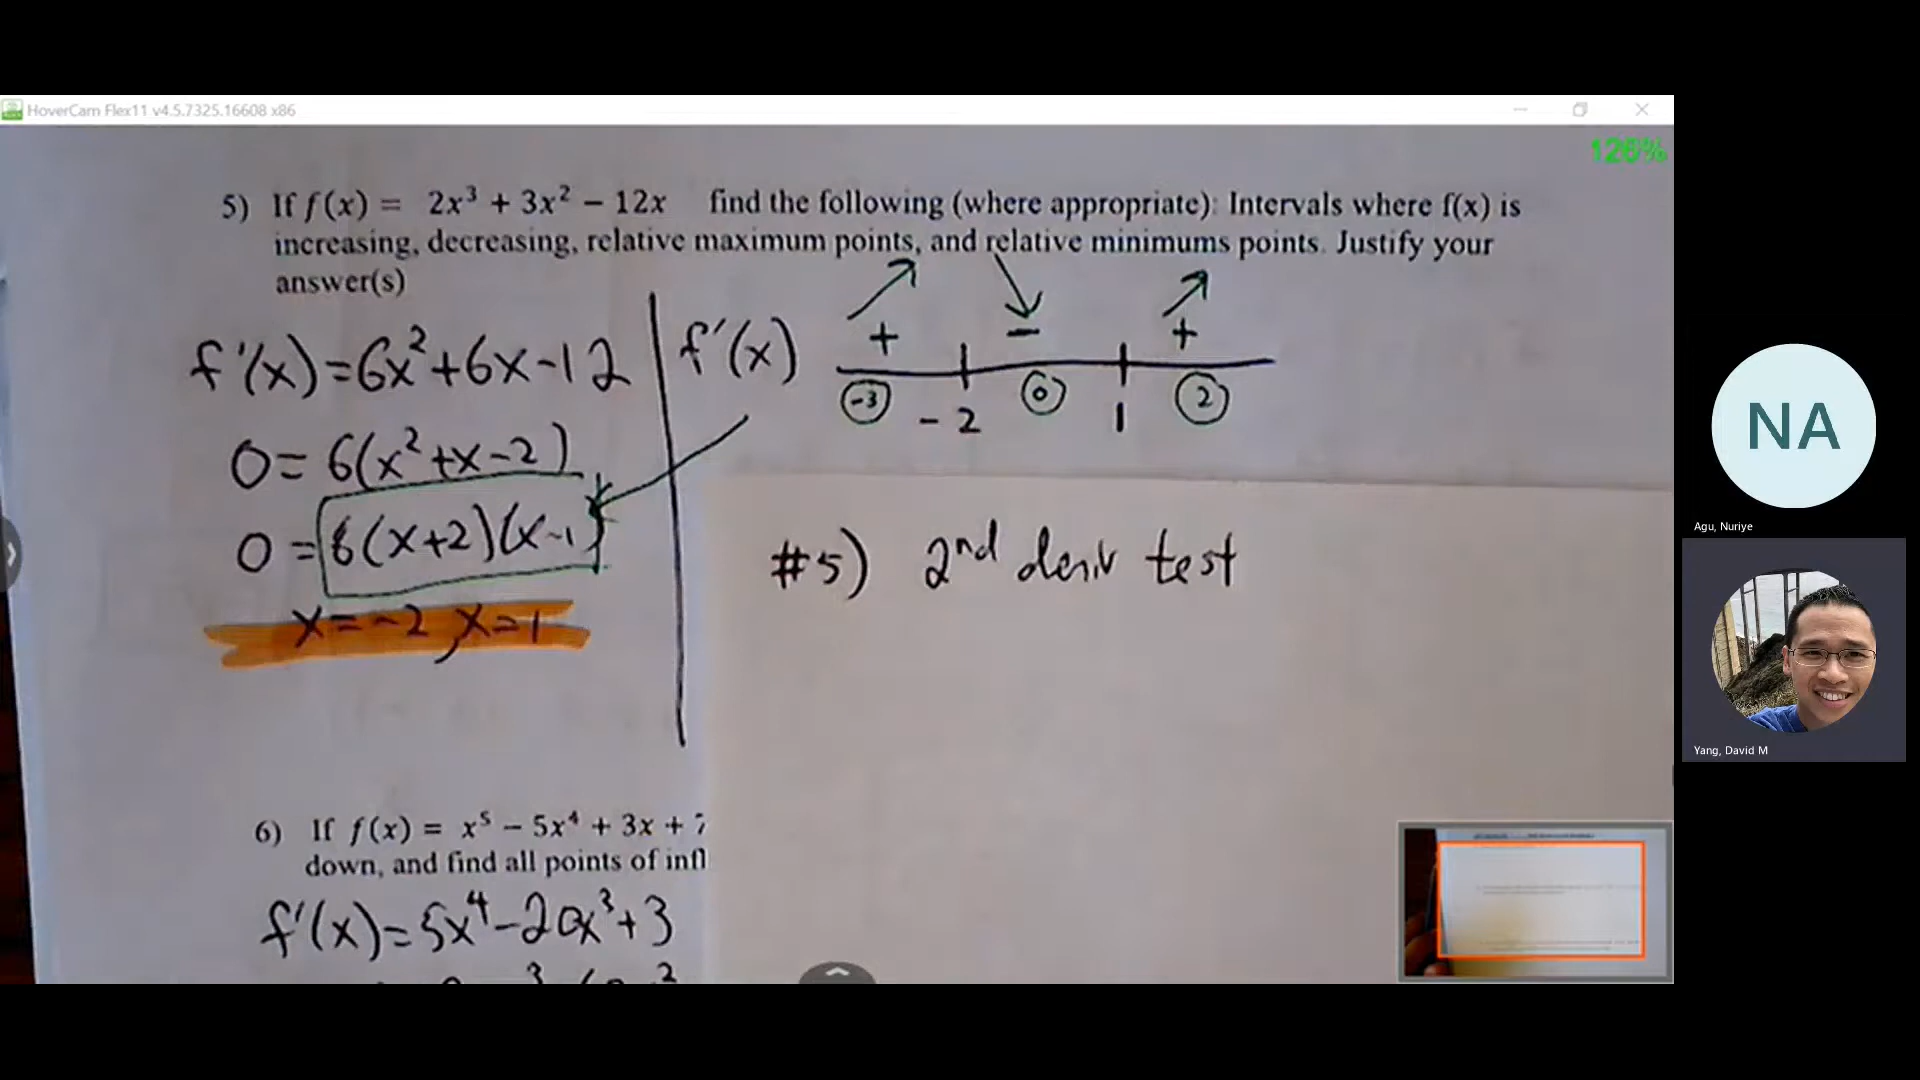 HoverCam Flex11 v4.5.7325.16608 x86
126%
5) If f(x) = 2x³ + 3x² − 12x find the following (where appropriate): Intervals where f(x) is
increasing, decreasing, relative maximum points, and relative minimums points. Justify your
answer(s)
f'(x)=6x²+6x-12
0=6(x²+x-2)
0=6(x+2)(x-1)
x=-2, x=1
f'(x)
+ - +
-3 -2 0 1 2
#5) 2nd deriv test
6) If f(x) = x⁵ − 5x⁴ + 3x + 7
down, and find all points of infl
f'(x)=5x⁴-20x³+3
NA
Agu, Nuriye
Yang, David M